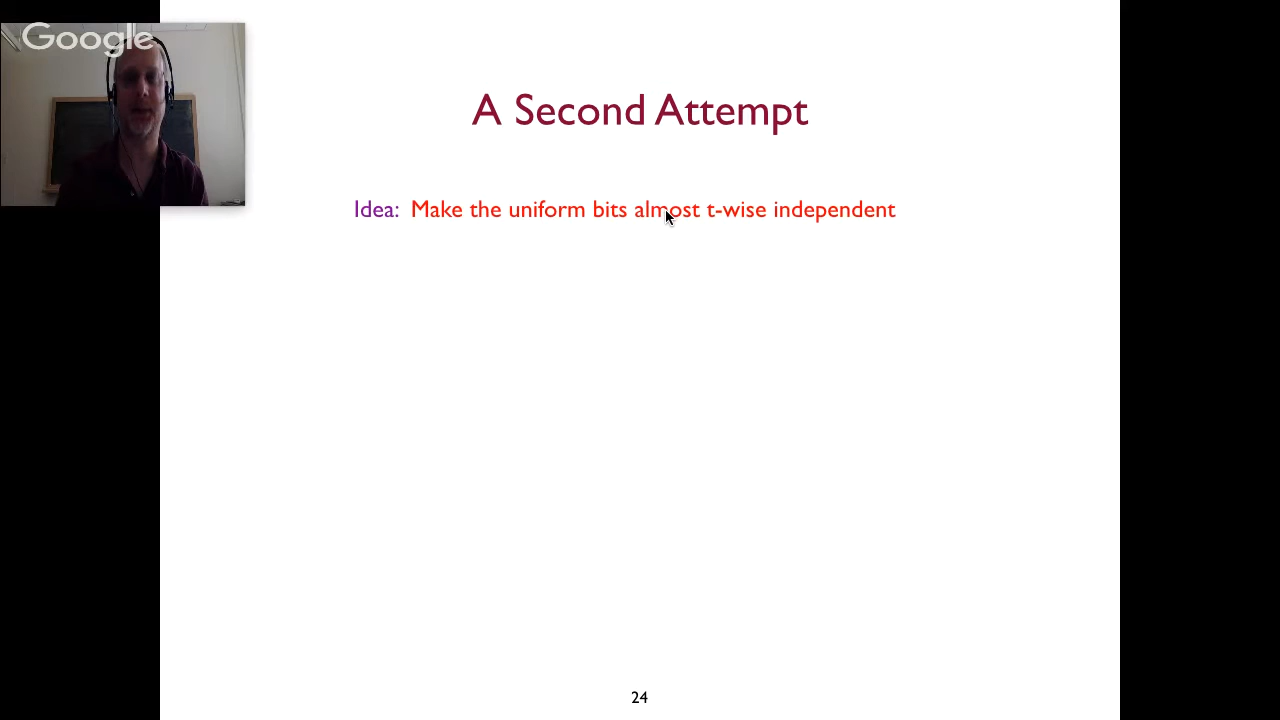 Google
A Second Attempt
Idea: Make the uniform bits almost t-wise independent
24